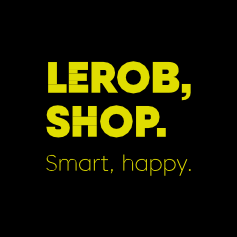 LEROB,
SHOP.
Smart, happy.